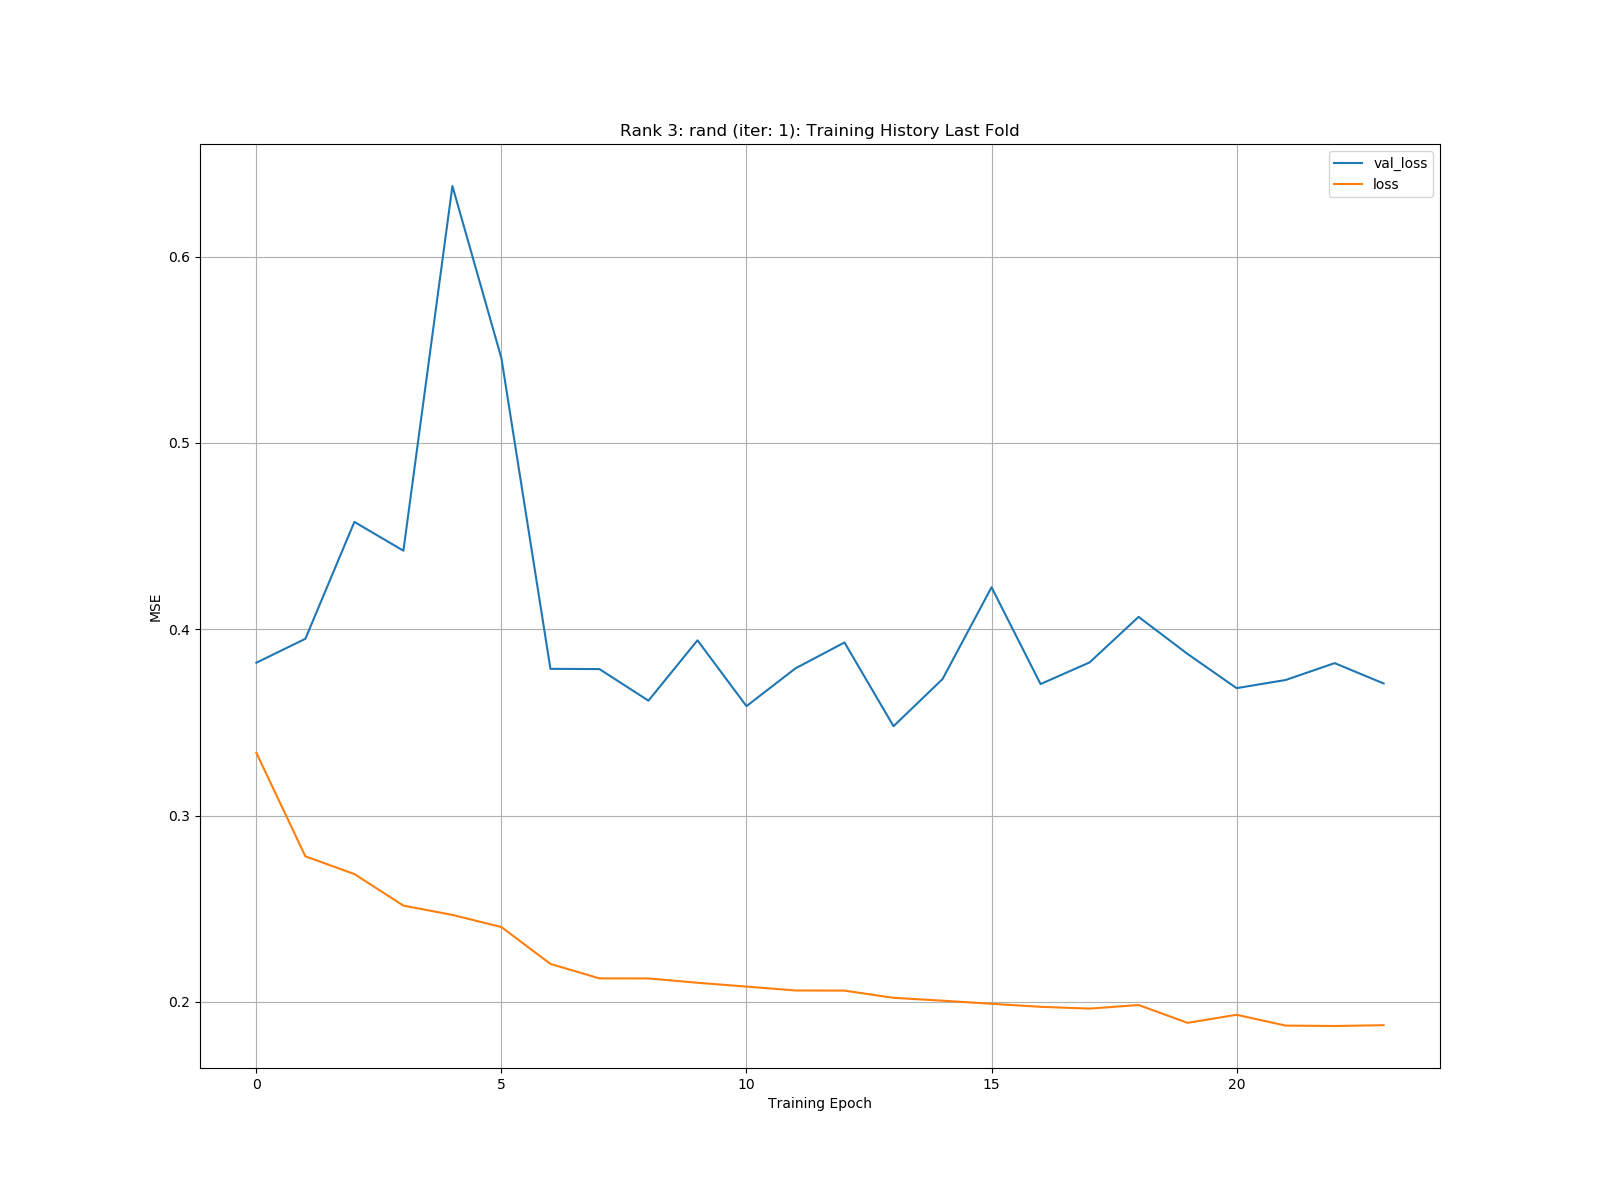 Rank 3: rand (iter: 1): Training History Last Fold
val_loss
loss
0.6
0.5
0.4
0.3
0.2
MSE
0 5 10 15 20
Training Epoch